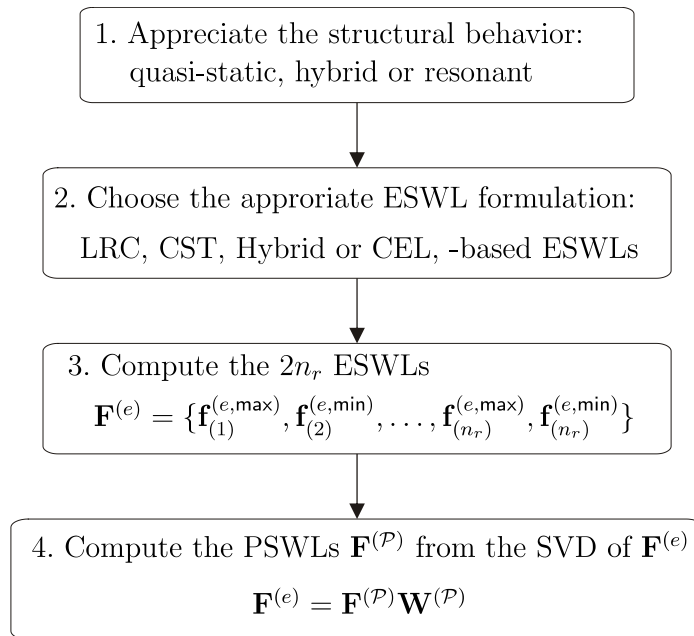 1. Appreciate the structural behavior:
quasi-static, hybrid or resonant
2. Choose the approriate ESWL formulation:
LRC, CST, Hybrid or CEL, -based ESWLs
3. Compute the 2n_r ESWLs
F^{(e)} = {f_{(1)}^{(e,max)}, f_{(2)}^{(e,min)}, ..., f_{(n_r)}^{(e,max)}, f_{(n_r)}^{(e,min)}}
4. Compute the PSWLs F^{(𝒫)} from the SVD of F^{(e)}
F^{(e)} = F^{(𝒫)}W^{(𝒫)}